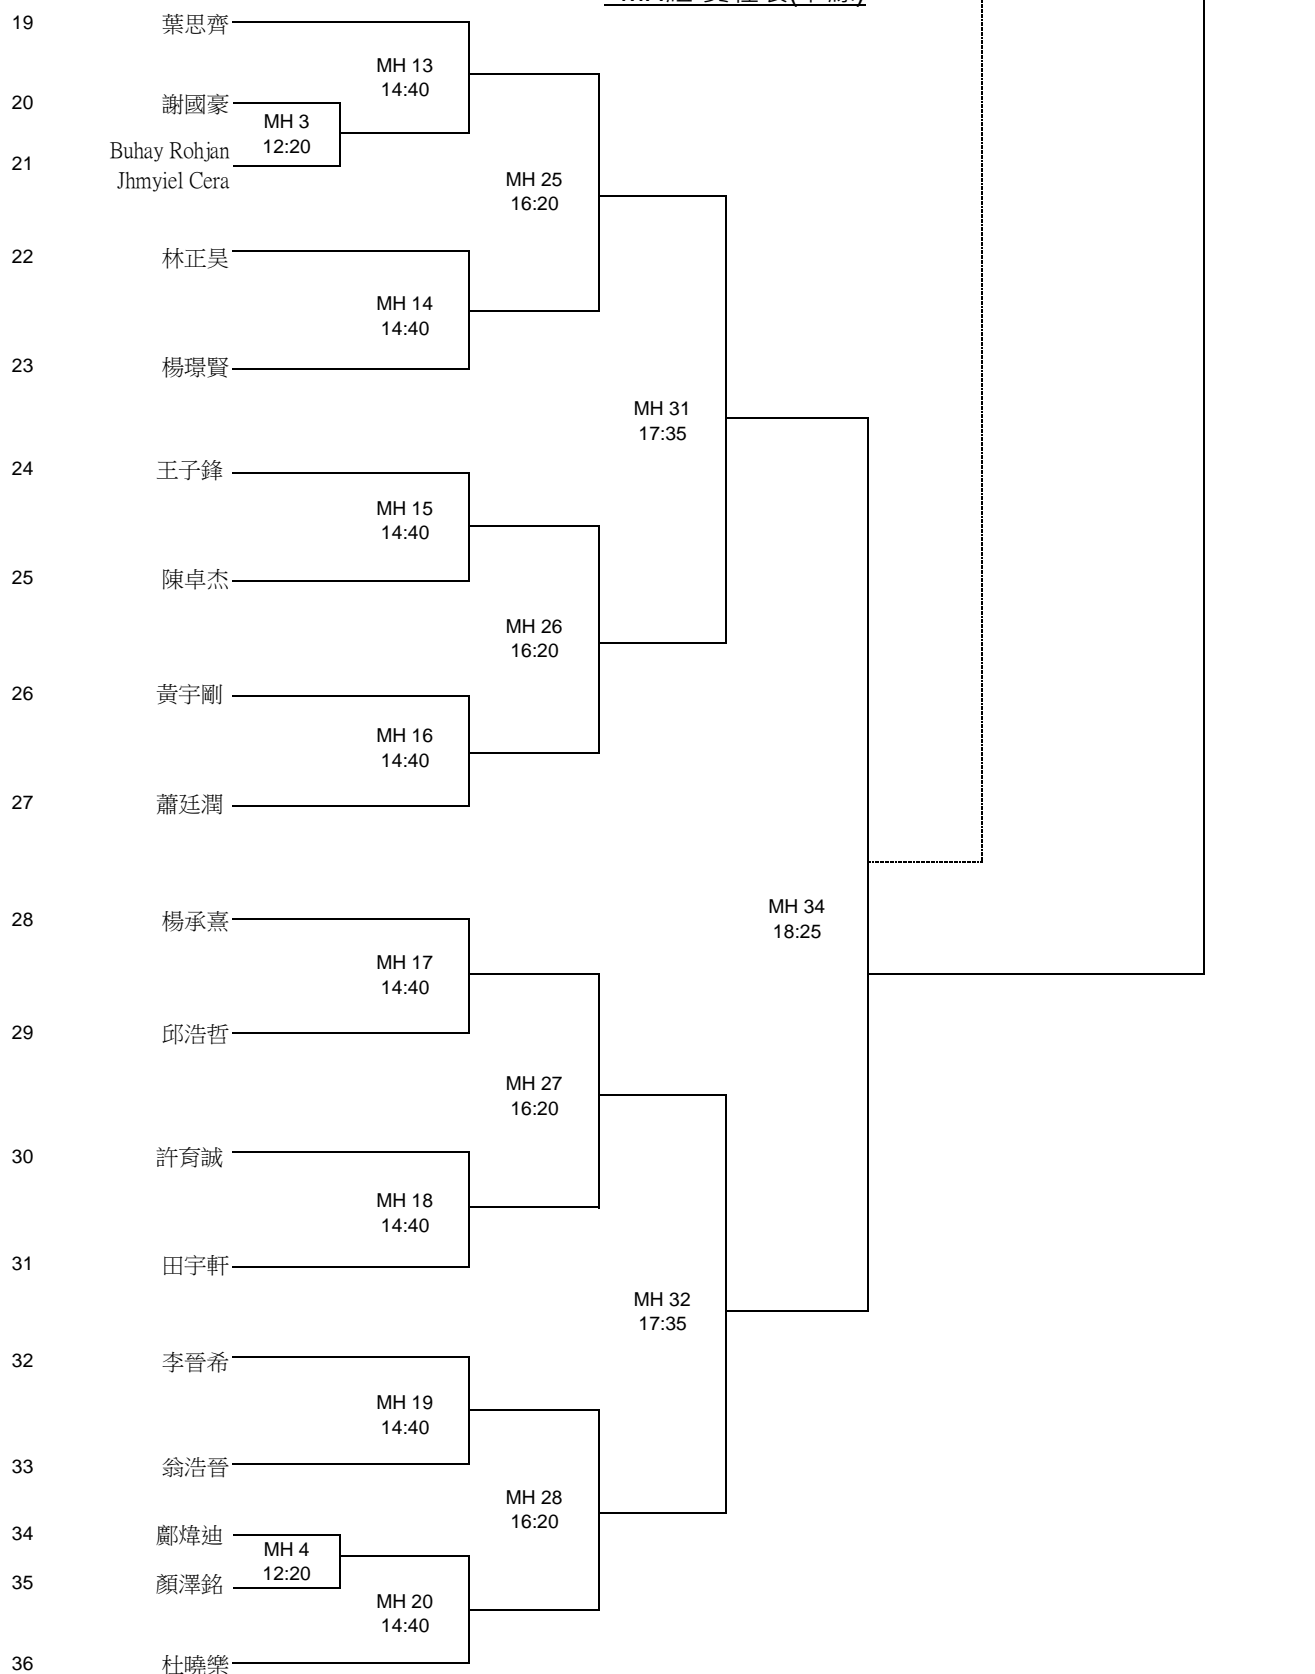 19 葉思齊
MH 13
14:40
20 謝國豪
MH 3
12:20
21 Buhay Rohjan
Jhmyiel Cera
MH 25
16:20
22 林正昊
MH 14
14:40
23 楊璟賢
MH 31
17:35
24 王子鋒
MH 15
14:40
25 陳卓杰
MH 26
16:20
26 黃宇剛
MH 16
14:40
27 蕭廷潤
MH 34
18:25
28 楊承熹
MH 17
14:40
29 邱浩哲
MH 27
16:20
30 許育誠
MH 18
14:40
31 田宇軒
MH 32
17:35
32 李晉希
MH 19
14:40
33 翁浩晉
MH 28
16:20
34 鄺煒迪
MH 4
12:20
35 顏澤銘
MH 20
14:40
36 杜曉樂